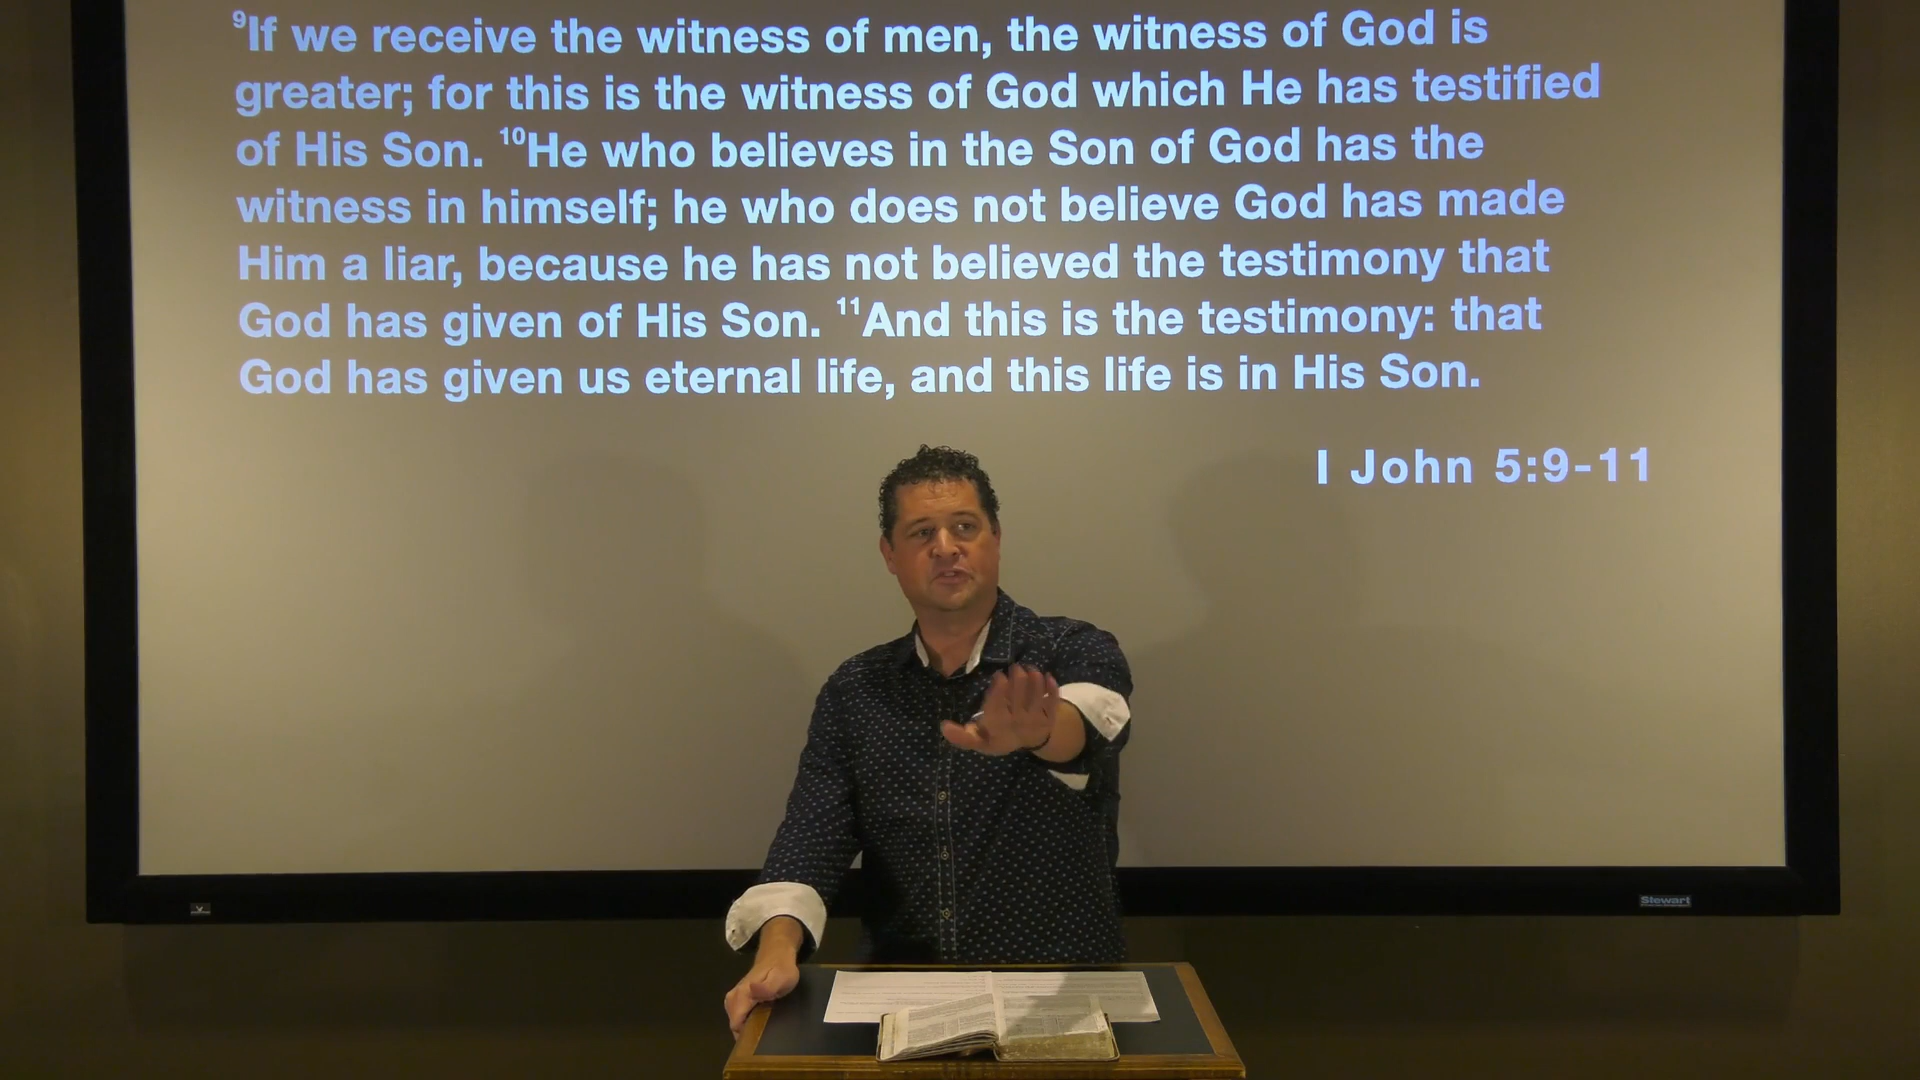 ⁹If we receive the witness of men, the witness of God is
greater; for this is the witness of God which He has testified
of His Son. ¹⁰He who believes in the Son of God has the
witness in himself; he who does not believe God has made
Him a liar, because he has not believed the testimony that
God has given of His Son. ¹¹And this is the testimony: that
God has given us eternal life, and this life is in His Son.
I John 5:9-11
Stewart